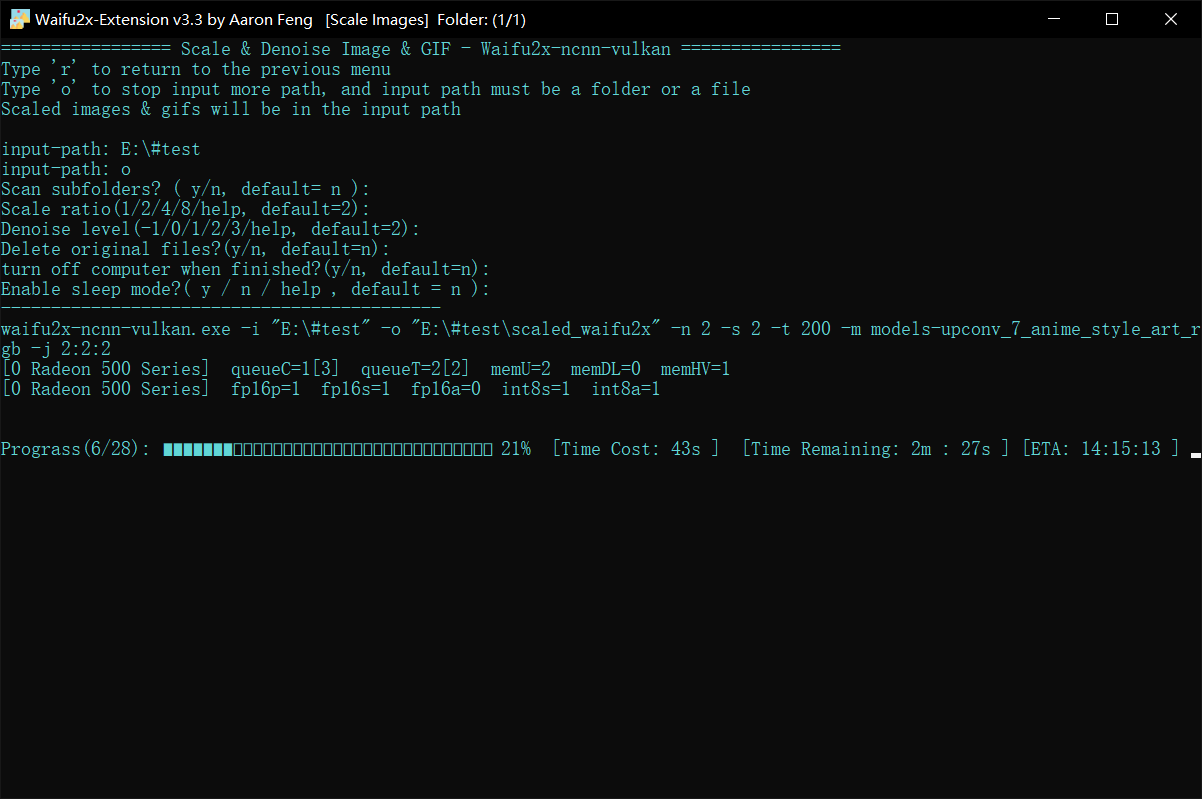 Waifu2x-Extension v3.3 by Aaron Feng [Scale Images] Folder: (1/1)
================= Scale & Denoise Image & GIF - Waifu2x-ncnn-vulkan ================
Type 'r' to return to the previous menu
Type 'o' to stop input more path, and input path must be a folder or a file
Scaled images & gifs will be in the input path
input-path: E:\#test
input-path: o
Scan subfolders? ( y/n, default= n ):
Scale ratio(1/2/4/8/help, default=2):
Denoise level(-1/0/1/2/3/help, default=2):
Delete original files?(y/n, default=n):
turn off computer when finished?(y/n, default=n):
Enable sleep mode?( y / n / help , default = n ):
--------------------------------------------
waifu2x-ncnn-vulkan.exe -i "E:\#test" -o "E:\#test\scaled_waifu2x" -n 2 -s 2 -t 200 -m models-upconv_7_anime_style_art_r
gb -j 2:2:2
[0 Radeon 500 Series]  queueC=1[3]  queueT=2[2]  memU=2  memDL=0  memHV=1
[0 Radeon 500 Series]  fp16p=1  fp16s=1  fp16a=0  int8s=1  int8a=1
Prograss(6/28): ■■■■■■■□□□□□□□□□□□□□□□□□□□□□□□□□□ 21%  [Time Cost: 43s ]  [Time Remaining: 2m : 27s ] [ETA: 14:15:13 ]